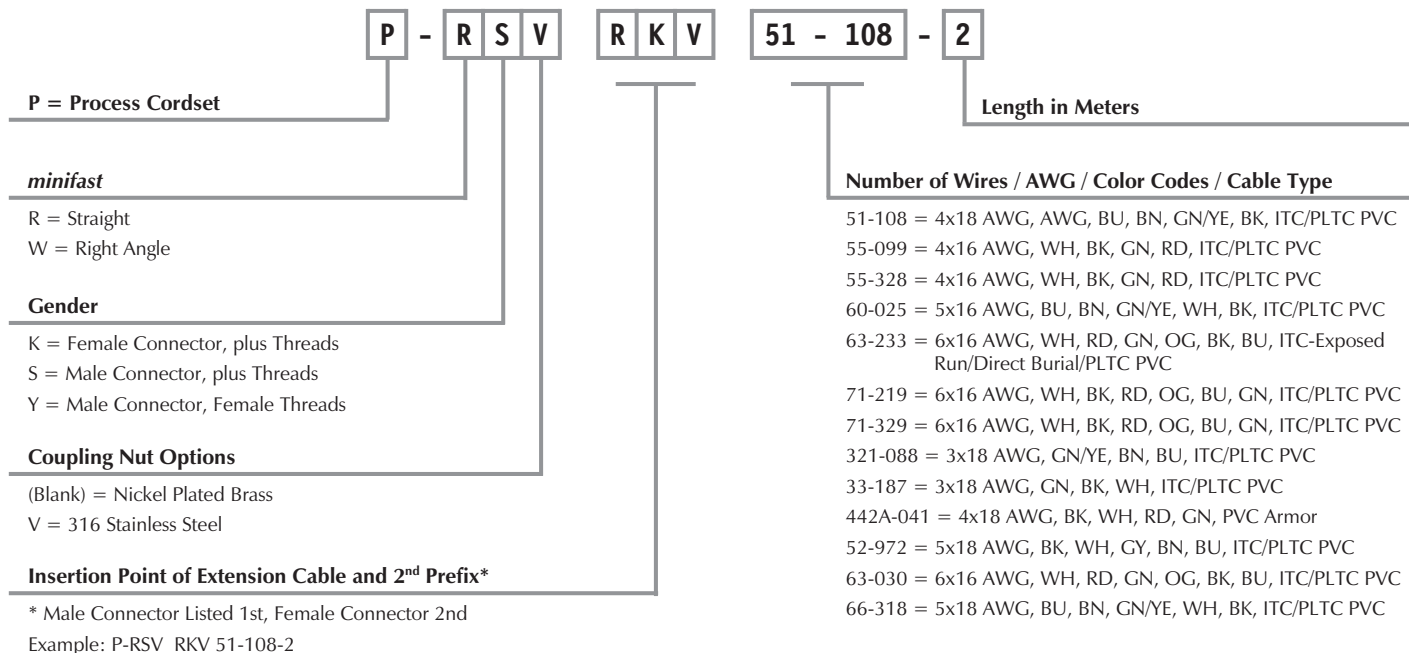 P - R S V R K V 51 - 108 - 2
P = Process Cordset
Length in Meters
minifast
R = Straight
W = Right Angle
Gender
K = Female Connector, plus Threads
S = Male Connector, plus Threads
Y = Male Connector, Female Threads
Coupling Nut Options
(Blank) = Nickel Plated Brass
V = 316 Stainless Steel
Insertion Point of Extension Cable and 2nd Prefix*
* Male Connector Listed 1st, Female Connector 2nd
Example: P-RSV RKV 51-108-2
Number of Wires / AWG / Color Codes / Cable Type
51-108 = 4x18 AWG, AWG, BU, BN, GN/YE, BK, ITC/PLTC PVC
55-099 = 4x16 AWG, WH, BK, GN, RD, ITC/PLTC PVC
55-328 = 4x16 AWG, WH, BK, GN, RD, ITC/PLTC PVC
60-025 = 5x16 AWG, BU, BN, GN/YE, WH, BK, ITC/PLTC PVC
63-233 = 6x16 AWG, WH, RD, GN, OG, BK, BU, ITC-Exposed
Run/Direct Burial/PLTC PVC
71-219 = 6x16 AWG, WH, BK, RD, OG, BU, GN, ITC/PLTC PVC
71-329 = 6x16 AWG, WH, BK, RD, OG, BU, GN, ITC/PLTC PVC
321-088 = 3x18 AWG, GN/YE, BN, BU, ITC/PLTC PVC
33-187 = 3x18 AWG, GN, BK, WH, ITC/PLTC PVC
442A-041 = 4x18 AWG, BK, WH, RD, GN, PVC Armor
52-972 = 5x18 AWG, BK, WH, GY, BN, BU, ITC/PLTC PVC
63-030 = 6x16 AWG, WH, RD, GN, OG, BK, BU, ITC/PLTC PVC
66-318 = 5x18 AWG, BU, BN, GN/YE, WH, BK, ITC/PLTC PVC